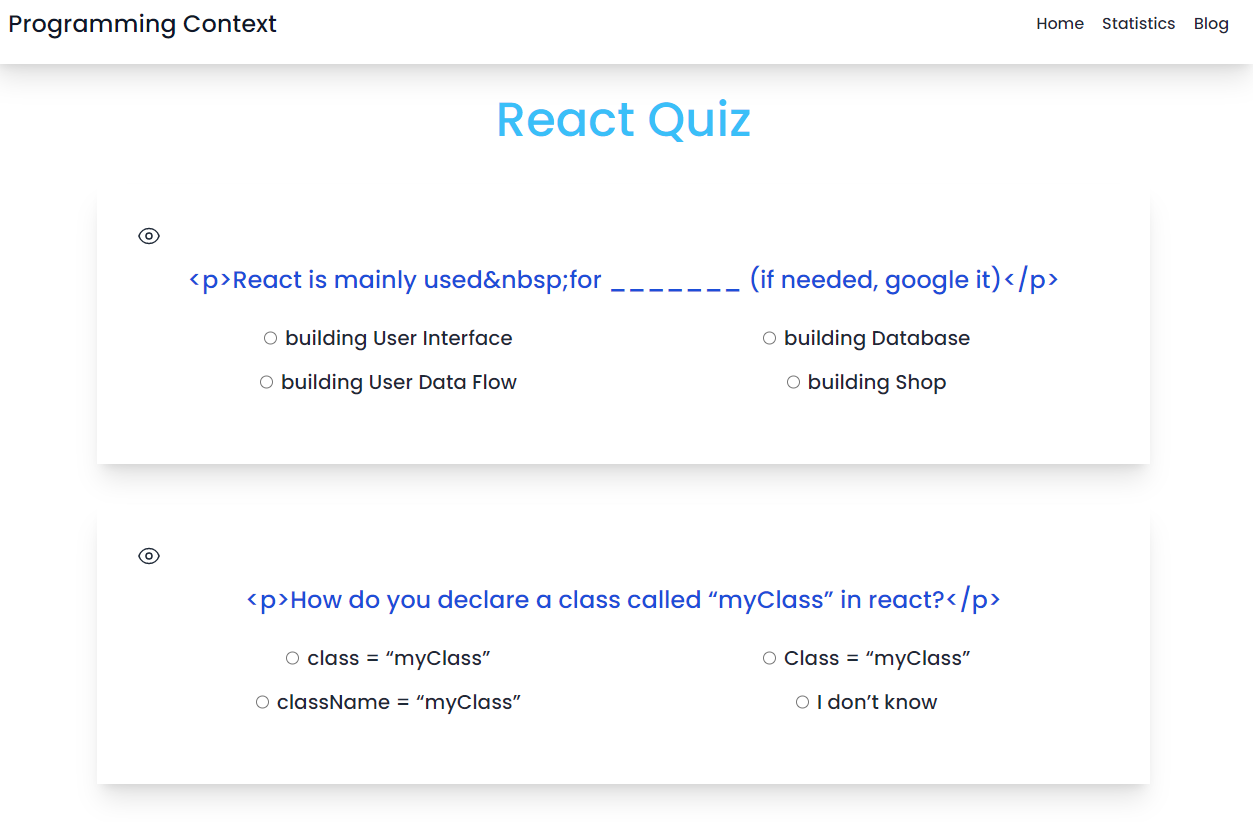 Programming Context
Home Statistics Blog
React Quiz
<p>React is mainly used&nbsp;for _______ (if needed, google it)</p>
building User Interface
building Database
building User Data Flow
building Shop
<p>How do you declare a class called “myClass” in react?</p>
class = “myClass”
Class = “myClass”
className = “myClass”
I don’t know